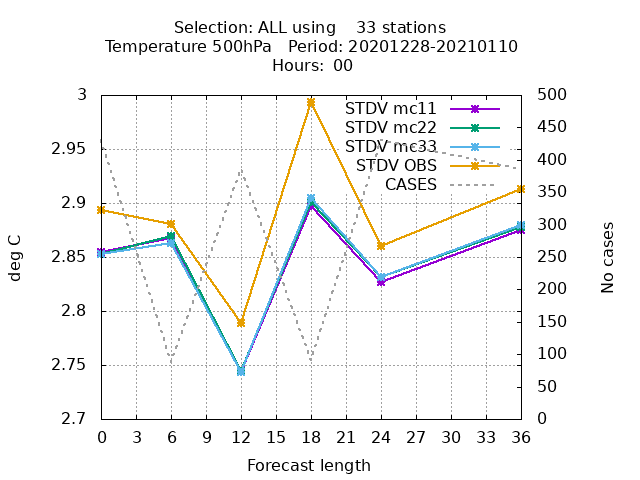 Selection: ALL using    33 stations
Temperature 500hPa   Period: 20201228-20210110
Hours:  00
3
2.95
2.9
2.85
2.8
2.75
2.7
deg C
500
450
400
350
300
250
200
150
100
50
0
No cases
STDV mc11
STDV mc22
STDV mc33
STDV OBS
CASES
0 3 6 9 12 15 18 21 24 27 30 33 36
Forecast length